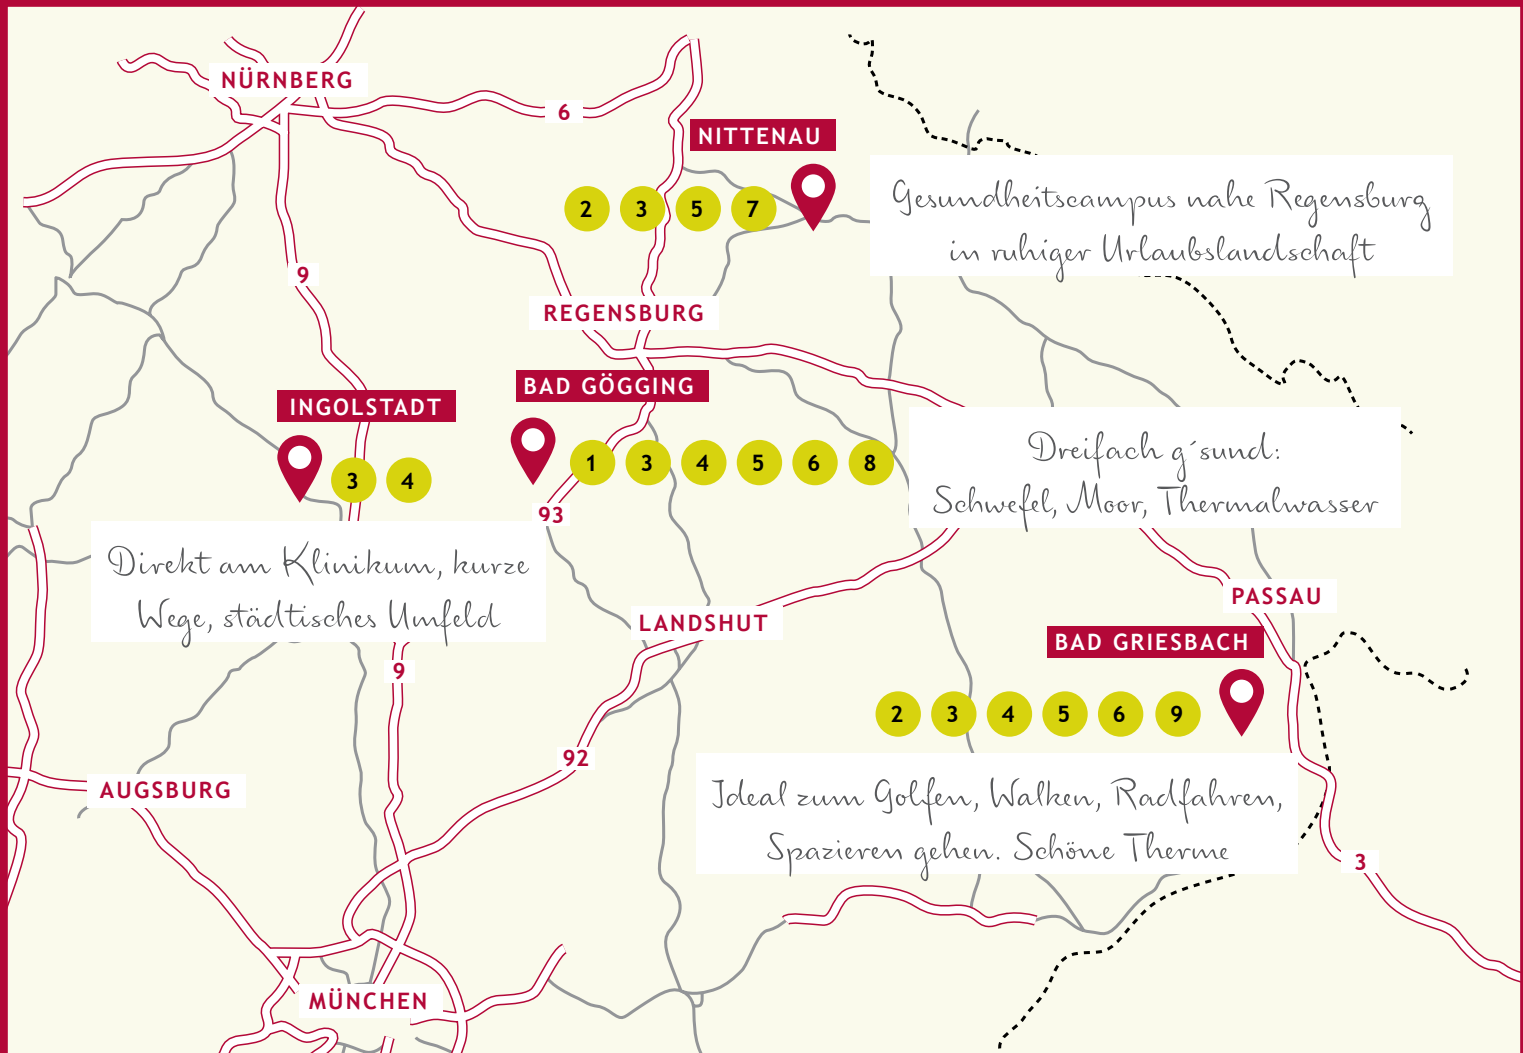 NÜRNBERG
6
NITTENAU
2 3 5 7
Gesundheitscampus nahe Regensburg
in ruhiger Urlaubslandschaft
9
REGENSBURG
BAD GÖGGING
INGOLSTADT
1 3 4 5 6 8
3 4
Dreifach g´sund:
Schwefel, Moor, Thermalwasser
93
Direkt am Klinikum, kurze
Wege, städtisches Umfeld
PASSAU
LANDSHUT
BAD GRIESBACH
9
2 3 4 5 6 9
92
AUGSBURG
Ideal zum Golfen, Walken, Radfahren,
Spazieren gehen. Schöne Therme
3
MÜNCHEN